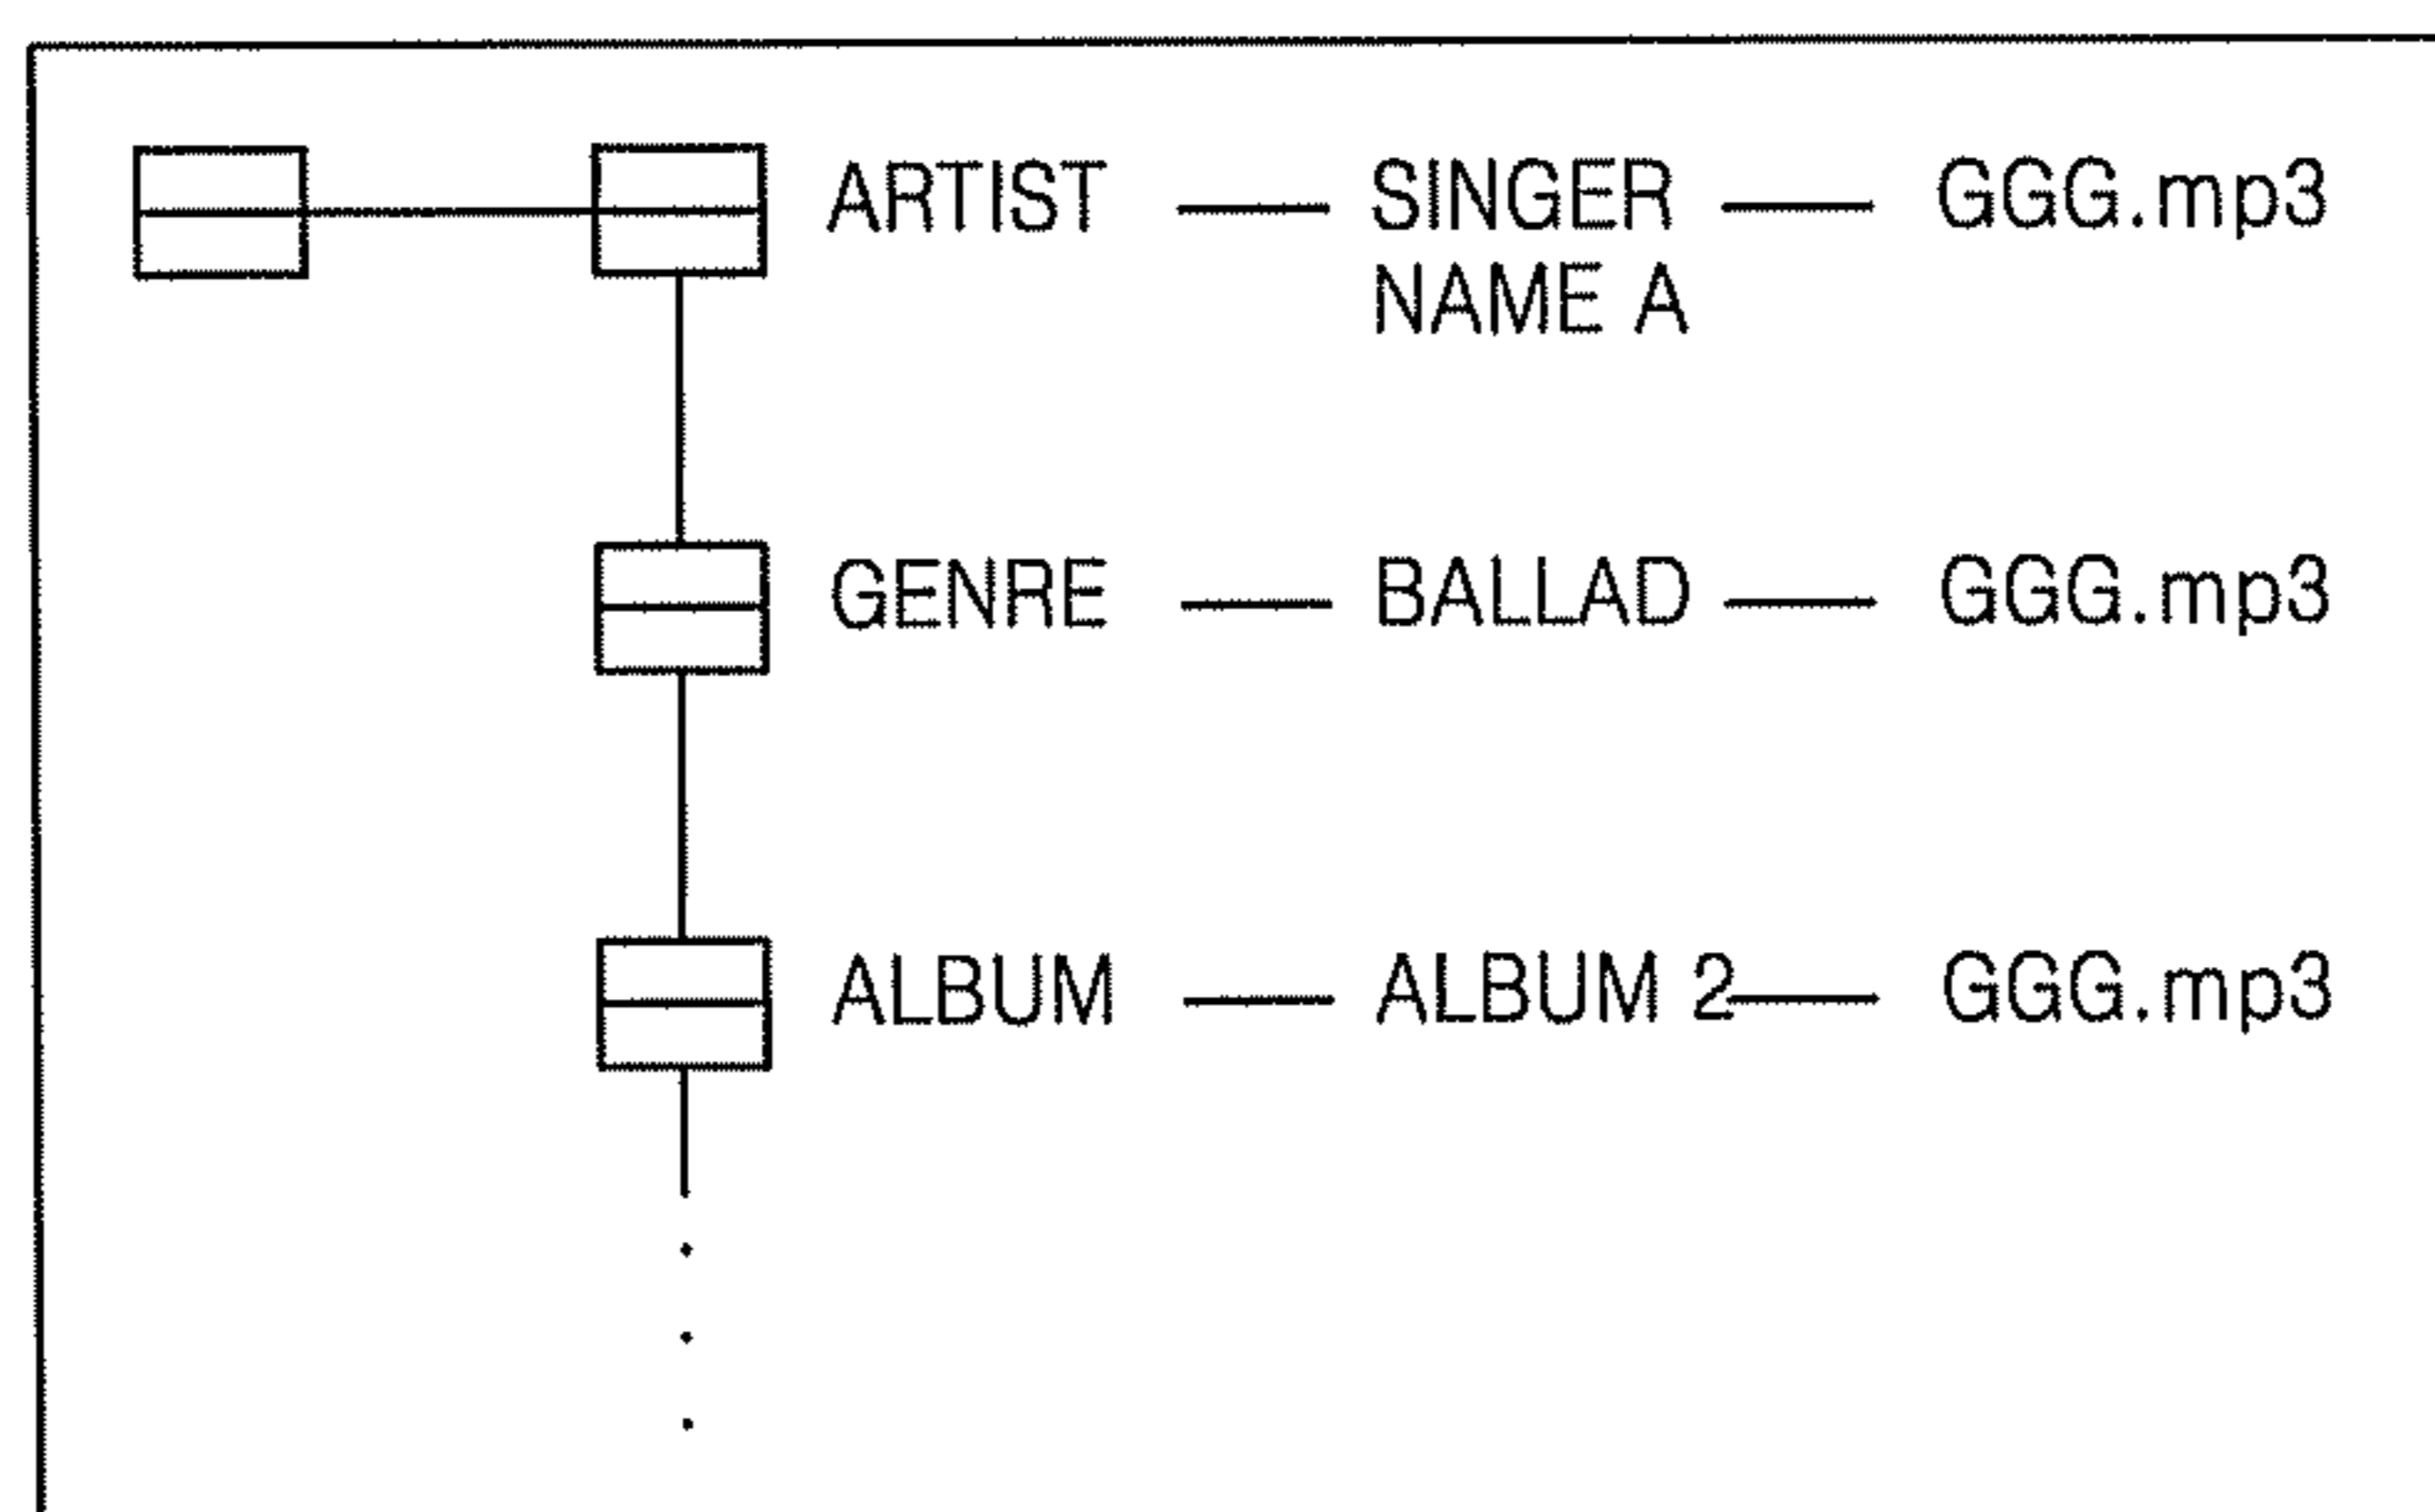 ARTIST — SINGER — GGG.mp3
NAME A
GENRE — BALLAD — GGG.mp3
ALBUM — ALBUM 2 — GGG.mp3